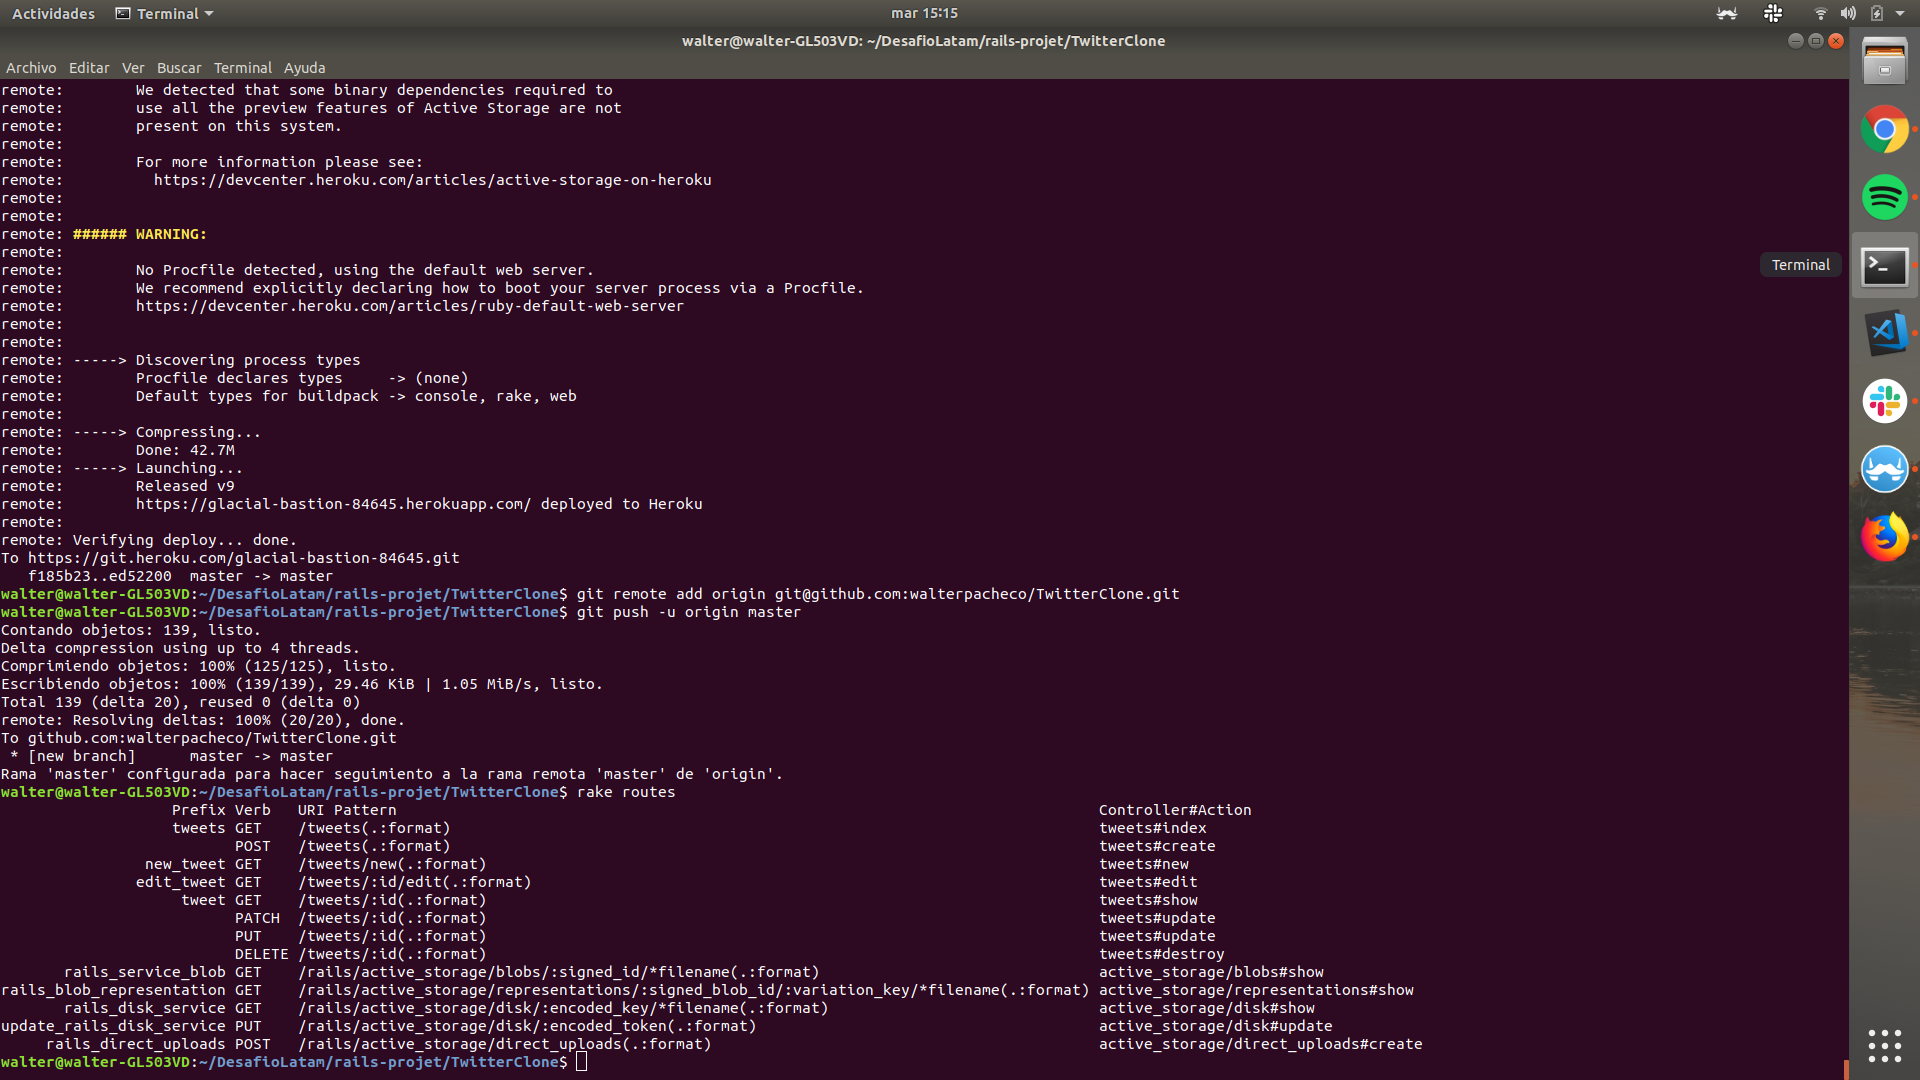 Actividades Terminal mar 15:15
walter@walter-GL503VD: ~/DesafioLatam/rails-projet/TwitterClone
Archivo Editar Ver Buscar Terminal Ayuda
remote:        We detected that some binary dependencies required to
remote:        use all the preview features of Active Storage are not
remote:        present on this system.
remote:
remote:        For more information please see:
remote:          https://devcenter.heroku.com/articles/active-storage-on-heroku
remote:
remote:
remote: ###### WARNING:
remote:
remote:        No Procfile detected, using the default web server.
remote:        We recommend explicitly declaring how to boot your server process via a Procfile.
remote:        https://devcenter.heroku.com/articles/ruby-default-web-server
remote:
remote:
remote: -----> Discovering process types
remote:        Procfile declares types     -> (none)
remote:        Default types for buildpack -> console, rake, web
remote:
remote: -----> Compressing...
remote:        Done: 42.7M
remote: -----> Launching...
remote:        Released v9
remote:        https://glacial-bastion-84645.herokuapp.com/ deployed to Heroku
remote:
remote: Verifying deploy... done.
To https://git.heroku.com/glacial-bastion-84645.git
   f185b23..ed52200  master -> master
walter@walter-GL503VD:~/DesafioLatam/rails-projet/TwitterClone$ git remote add origin git@github.com:walterpacheco/TwitterClone.git
walter@walter-GL503VD:~/DesafioLatam/rails-projet/TwitterClone$ git push -u origin master
Contando objetos: 139, listo.
Delta compression using up to 4 threads.
Comprimiendo objetos: 100% (125/125), listo.
Escribiendo objetos: 100% (139/139), 29.46 KiB | 1.05 MiB/s, listo.
Total 139 (delta 20), reused 0 (delta 0)
remote: Resolving deltas: 100% (20/20), done.
To github.com:walterpacheco/TwitterClone.git
 * [new branch]      master -> master
Rama 'master' configurada para hacer seguimiento a la rama remota 'master' de 'origin'.
walter@walter-GL503VD:~/DesafioLatam/rails-projet/TwitterClone$ rake routes
                   Prefix Verb   URI Pattern                                                                              Controller#Action
                   tweets GET    /tweets(.:format)                                                                        tweets#index
                          POST   /tweets(.:format)                                                                        tweets#create
                new_tweet GET    /tweets/new(.:format)                                                                    tweets#new
               edit_tweet GET    /tweets/:id/edit(.:format)                                                               tweets#edit
                    tweet GET    /tweets/:id(.:format)                                                                    tweets#show
                          PATCH  /tweets/:id(.:format)                                                                    tweets#update
                          PUT    /tweets/:id(.:format)                                                                    tweets#update
                          DELETE /tweets/:id(.:format)                                                                    tweets#destroy
       rails_service_blob GET    /rails/active_storage/blobs/:signed_id/*filename(.:format)                               active_storage/blobs#show
rails_blob_representation GET    /rails/active_storage/representations/:signed_blob_id/:variation_key/*filename(.:format) active_storage/representations#show
       rails_disk_service GET    /rails/active_storage/disk/:encoded_key/*filename(.:format)                              active_storage/disk#show
update_rails_disk_service PUT    /rails/active_storage/disk/:encoded_token(.:format)                                      active_storage/disk#update
     rails_direct_uploads POST   /rails/active_storage/direct_uploads(.:format)                                           active_storage/direct_uploads#create
walter@walter-GL503VD:~/DesafioLatam/rails-projet/TwitterClone$
Terminal